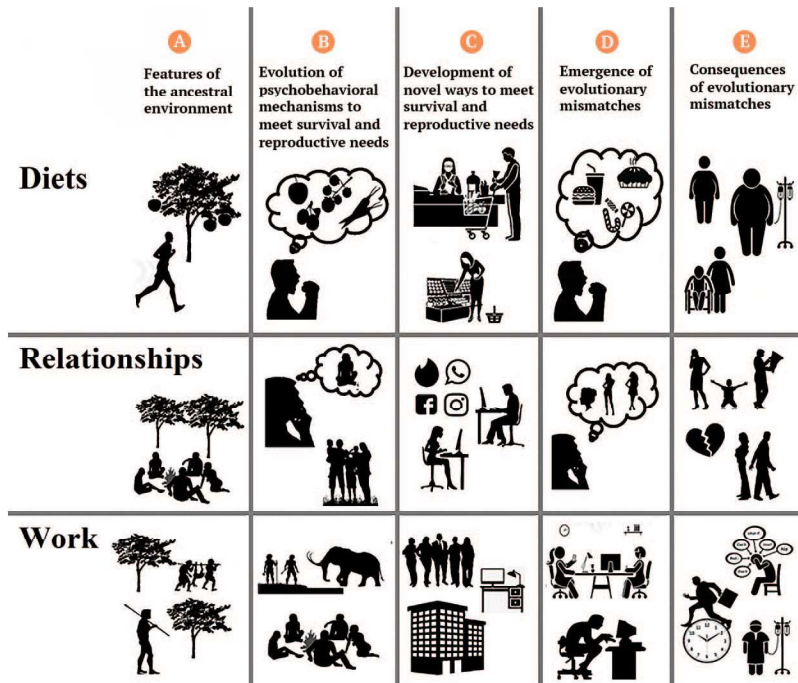 A
Features of
the ancestral
environment
B
Evolution of
psychobehavioral
mechanisms to
meet survival and
reproductive needs
C
Development of
novel ways to meet
survival and
reproductive needs
D
Emergence of
evolutionary
mismatches
E
Consequences
of evolutionary
mismatches
Diets
Relationships
Work